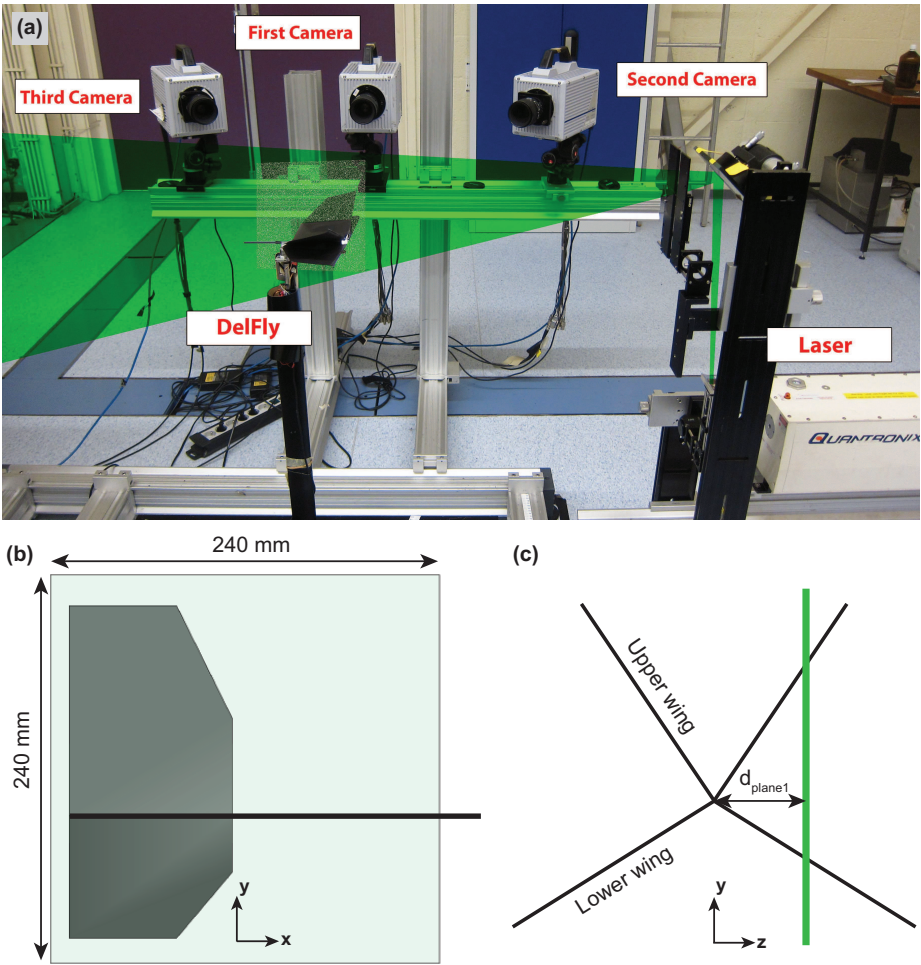 (a)
First Camera
Third Camera
Second Camera
DelFly
Laser
QUANTRONIX
(b)
240 mm
240 mm
y
x
(c)
Upper wing
d_plane1
Lower wing
y
z